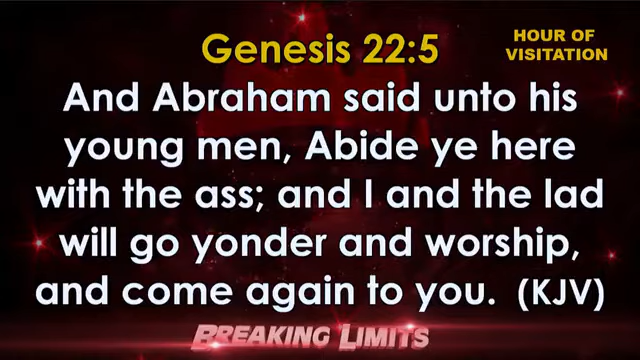 Genesis 22:5
HOUR OF
VISITATION
And Abraham said unto his
young men, Abide ye here
with the ass; and I and the lad
will go yonder and worship,
and come again to you. (KJV)
BREAKING LIMITS